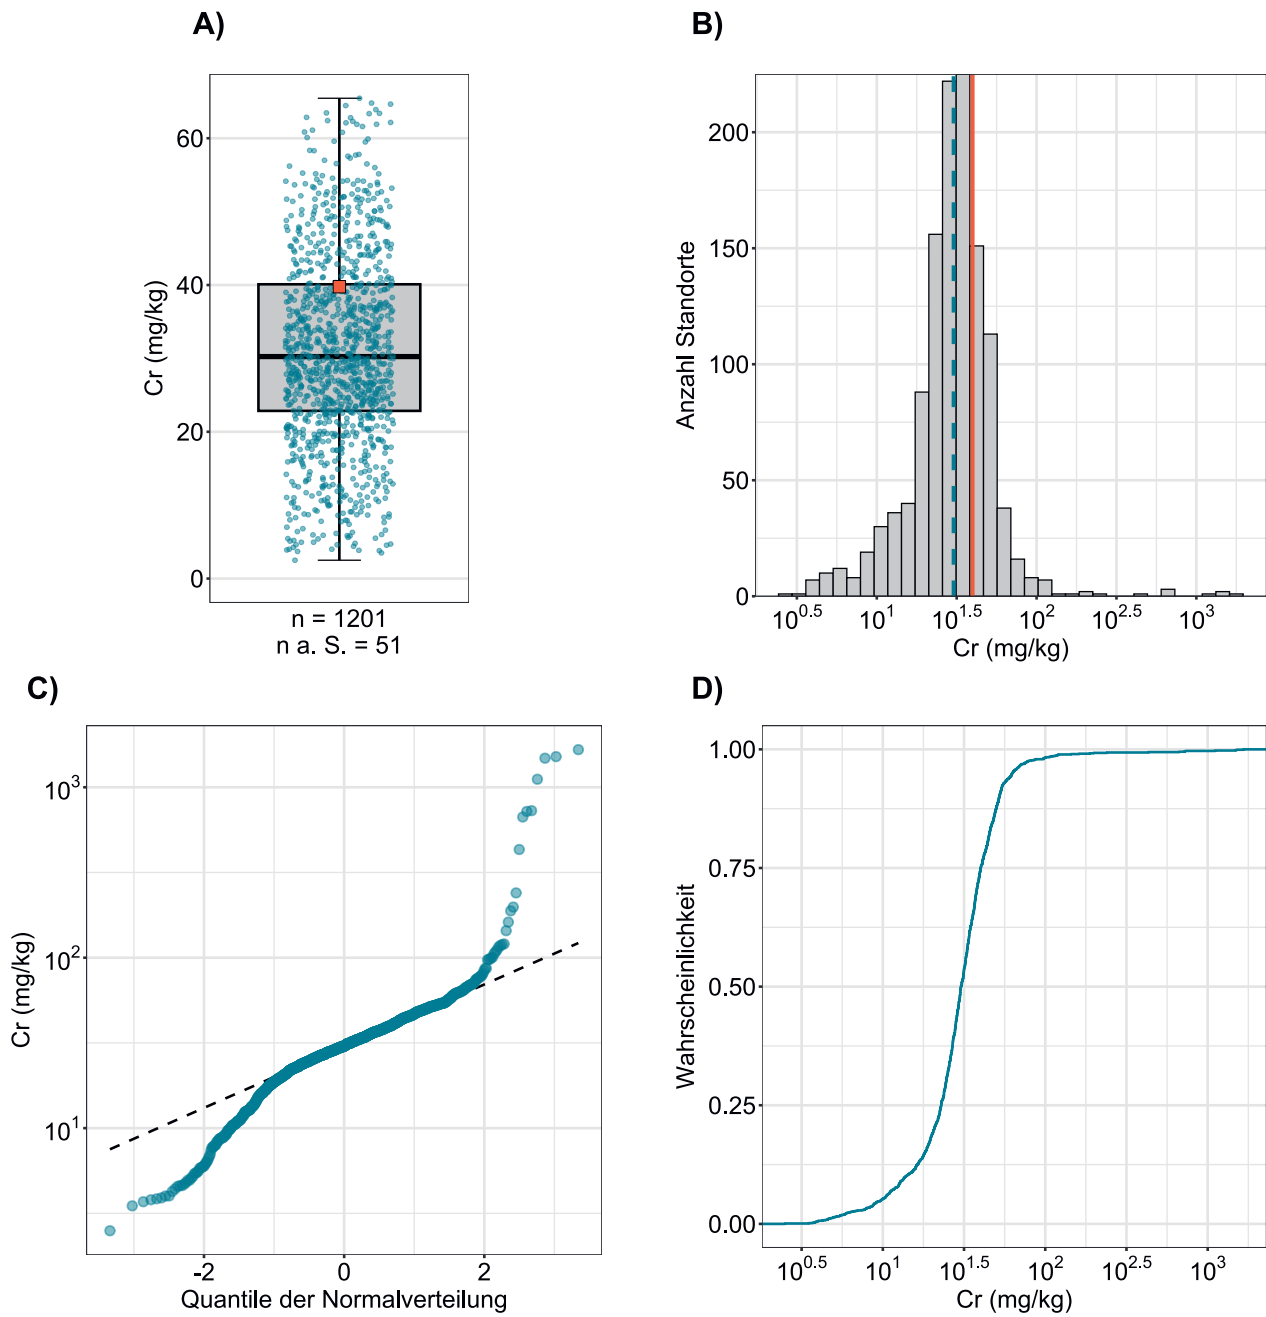 A)
Cr (mg/kg)
60
40
20
0
n = 1201
n a. S. = 51
B)
Anzahl Standorte
200
150
100
50
0
10^0.5 10^1 10^1.5 10^2 10^2.5 10^3
Cr (mg/kg)
C)
Cr (mg/kg)
10^3
10^2
10^1
-2 0 2
Quantile der Normalverteilung
D)
Wahrscheinlichkeit
1.00
0.75
0.50
0.25
0.00
10^0.5 10^1 10^1.5 10^2 10^2.5 10^3
Cr (mg/kg)